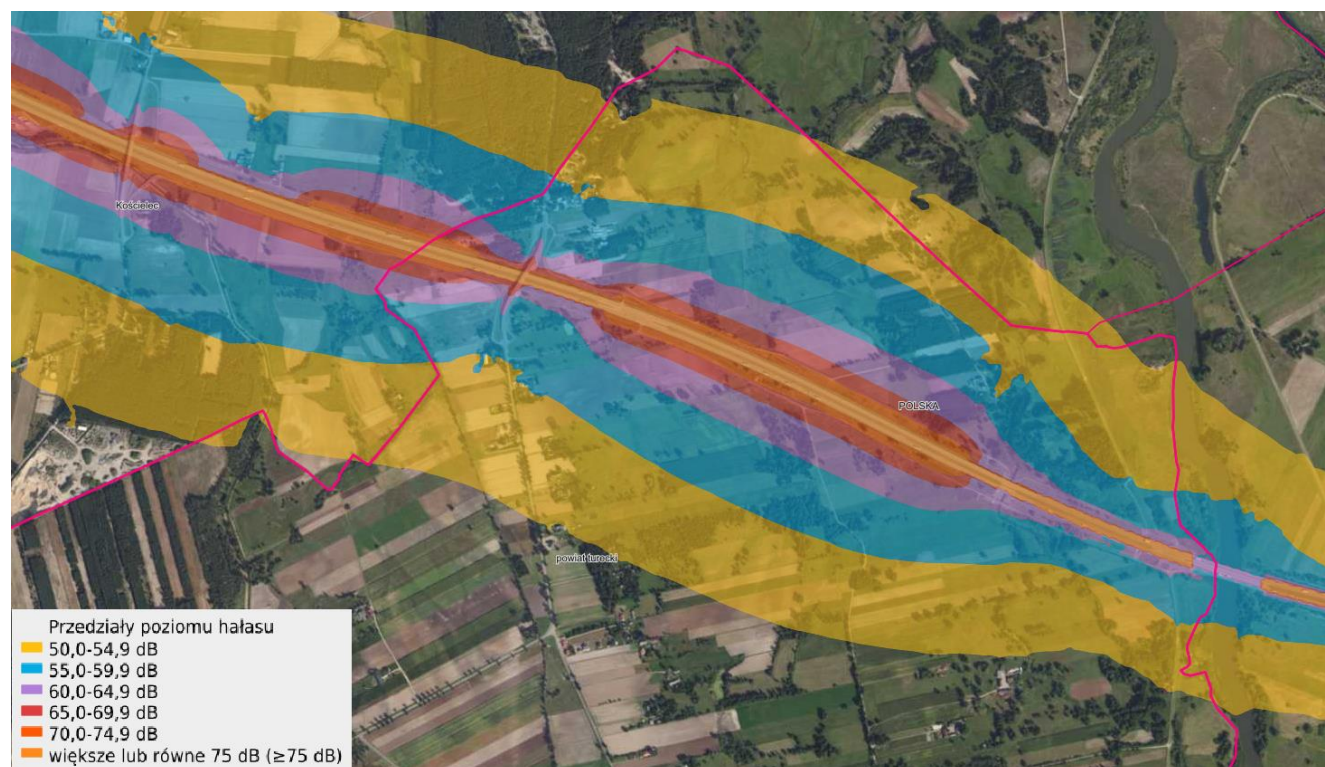 Kościelec
POLSKA
powiat turecki
Przedziały poziomu hałasu
50,0-54,9 dB
55,0-59,9 dB
60,0-64,9 dB
65,0-69,9 dB
70,0-74,9 dB
większe lub równe 75 dB (≥75 dB)